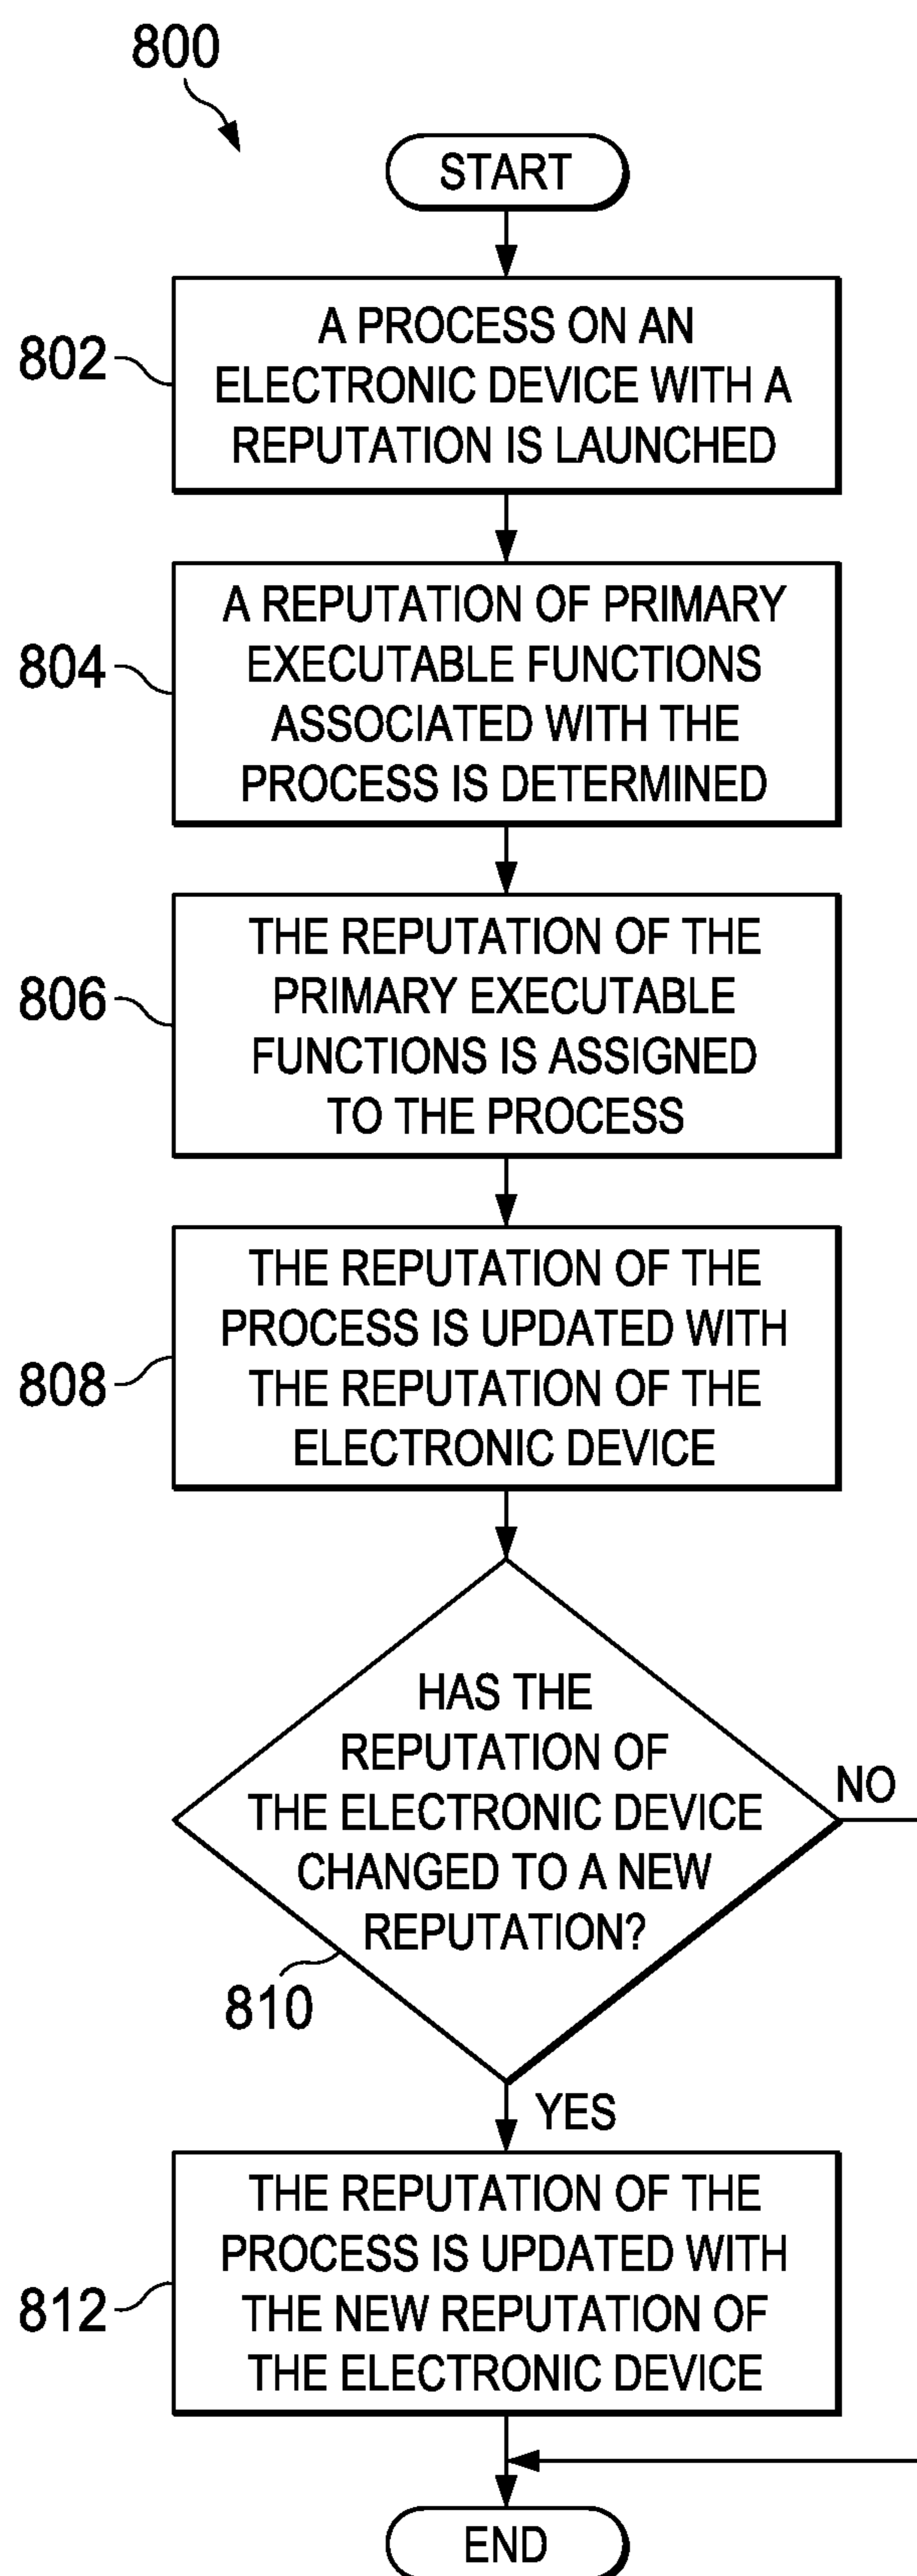 800
START
802
A PROCESS ON AN
ELECTRONIC DEVICE WITH A
REPUTATION IS LAUNCHED
804
A REPUTATION OF PRIMARY
EXECUTABLE FUNCTIONS
ASSOCIATED WITH THE
PROCESS IS DETERMINED
806
THE REPUTATION OF THE
PRIMARY EXECUTABLE
FUNCTIONS IS ASSIGNED
TO THE PROCESS
808
THE REPUTATION OF THE
PROCESS IS UPDATED WITH
THE REPUTATION OF THE
ELECTRONIC DEVICE
HAS THE
REPUTATION OF
THE ELECTRONIC DEVICE
CHANGED TO A NEW
REPUTATION?
NO
810
YES
812
THE REPUTATION OF THE
PROCESS IS UPDATED WITH
THE NEW REPUTATION OF
THE ELECTRONIC DEVICE
END